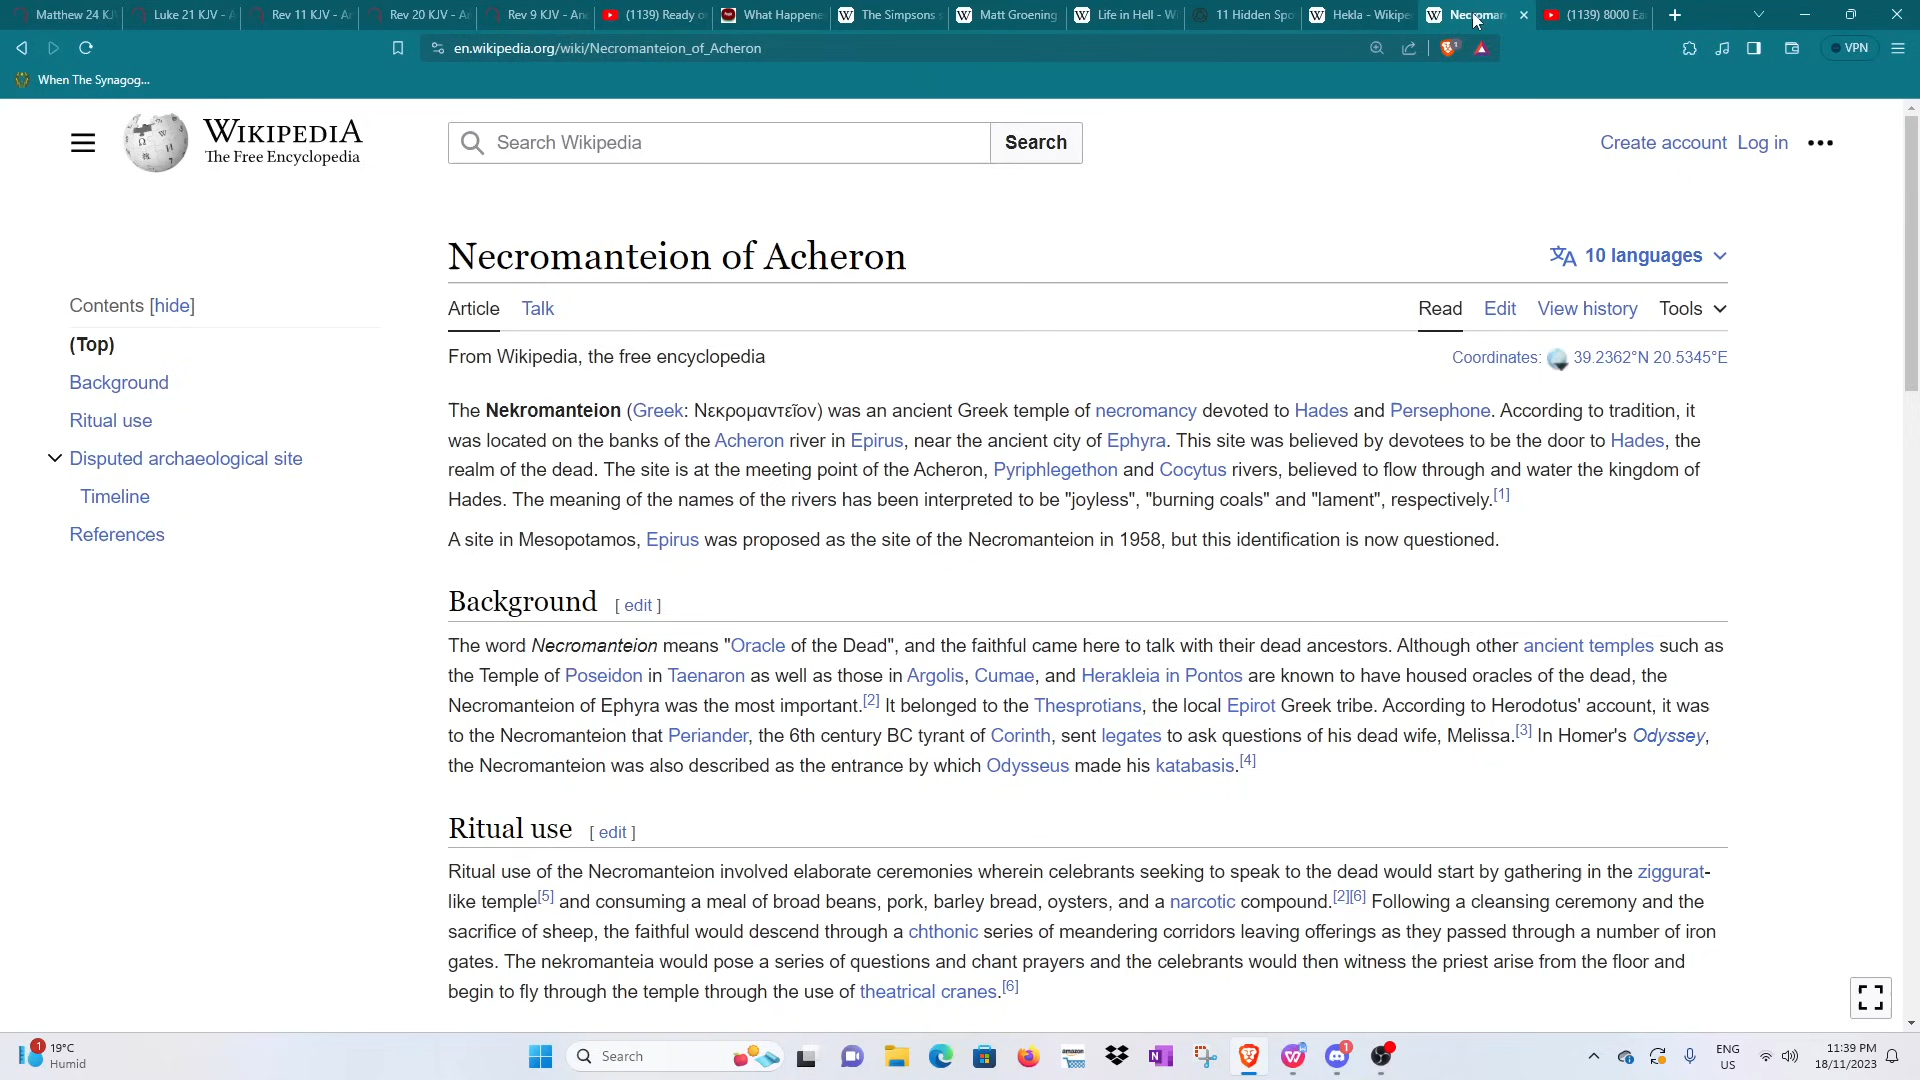 Matthew 24 KJ
Luke 21 KJV - A
Rev 11 KJV - Ar
Rev 20 KJV - A
Rev 9 KJV - An
(1139) Ready o
What Happene
The Simpsons s
Matt Groening
Life in Hell - Wi
11 Hidden Spo
Hekla - Wikipe
Necroman
(1139) 8000 Ea
en.wikipedia.org/wiki/Necromanteion_of_Acheron
VPN
When The Synagog...
WIKIPEDIA
The Free Encyclopedia
Search Wikipedia
Search
Create account Log in
Necromanteion of Acheron
10 languages
Contents [hide]
(Top)
Background
Ritual use
Disputed archaeological site
Timeline
References
Article Talk
Read Edit View history Tools
From Wikipedia, the free encyclopedia
Coordinates: 39.2362°N 20.5345°E
The Nekromanteion (Greek: Νεκρομαντεῖον) was an ancient Greek temple of necromancy devoted to Hades and Persephone. According to tradition, it
was located on the banks of the Acheron river in Epirus, near the ancient city of Ephyra. This site was believed by devotees to be the door to Hades, the
realm of the dead. The site is at the meeting point of the Acheron, Pyriphlegethon and Cocytus rivers, believed to flow through and water the kingdom of
Hades. The meaning of the names of the rivers has been interpreted to be "joyless", "burning coals" and "lament", respectively.[1]
A site in Mesopotamos, Epirus was proposed as the site of the Necromanteion in 1958, but this identification is now questioned.
Background [ edit ]
The word Necromanteion means "Oracle of the Dead", and the faithful came here to talk with their dead ancestors. Although other ancient temples such as
the Temple of Poseidon in Taenaron as well as those in Argolis, Cumae, and Herakleia in Pontos are known to have housed oracles of the dead, the
Necromanteion of Ephyra was the most important.[2] It belonged to the Thesprotians, the local Epirot Greek tribe. According to Herodotus' account, it was
to the Necromanteion that Periander, the 6th century BC tyrant of Corinth, sent legates to ask questions of his dead wife, Melissa.[3] In Homer's Odyssey,
the Necromanteion was also described as the entrance by which Odysseus made his katabasis.[4]
Ritual use [ edit ]
Ritual use of the Necromanteion involved elaborate ceremonies wherein celebrants seeking to speak to the dead would start by gathering in the ziggurat-
like temple[5] and consuming a meal of broad beans, pork, barley bread, oysters, and a narcotic compound.[2][6] Following a cleansing ceremony and the
sacrifice of sheep, the faithful would descend through a chthonic series of meandering corridors leaving offerings as they passed through a number of iron
gates. The nekromanteia would pose a series of questions and chant prayers and the celebrants would then witness the priest arise from the floor and
begin to fly through the temple through the use of theatrical cranes.[6]
1
19°C
Humid
Search
amazon
1
ENG
US
11:39 PM
18/11/2023